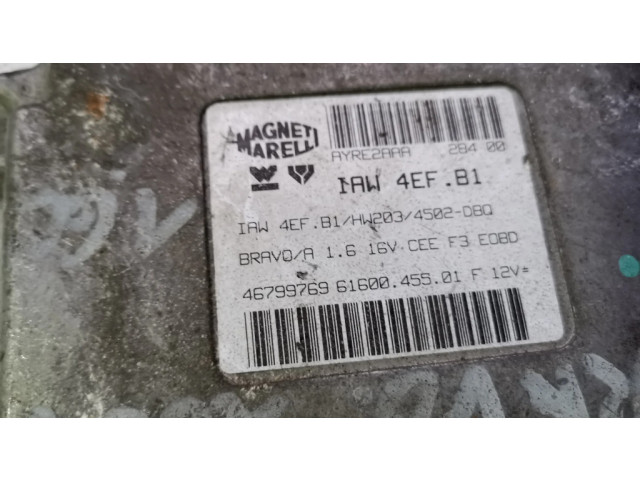 MAGNETI
MARELLI
AYRE2AAA 284 00
IAW 4EF.B1
IAW 4EF.B1/HW203/4502-D8Q
BRAVO/A 1.6 16V CEE F3 EOBD
46799769 61600.455.01 F 12V=